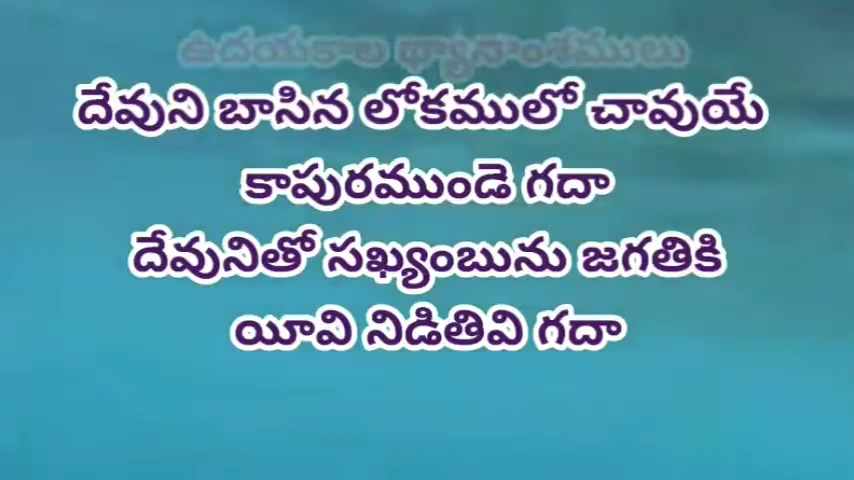 ఉదయకాల ధ్యానాంశములు
దేవుని బాసిన లోకములో చావుయే
కాపురముండె గదా
దేవునితో సఖ్యంబును జగతికి
యీవి నిడితివి గదా